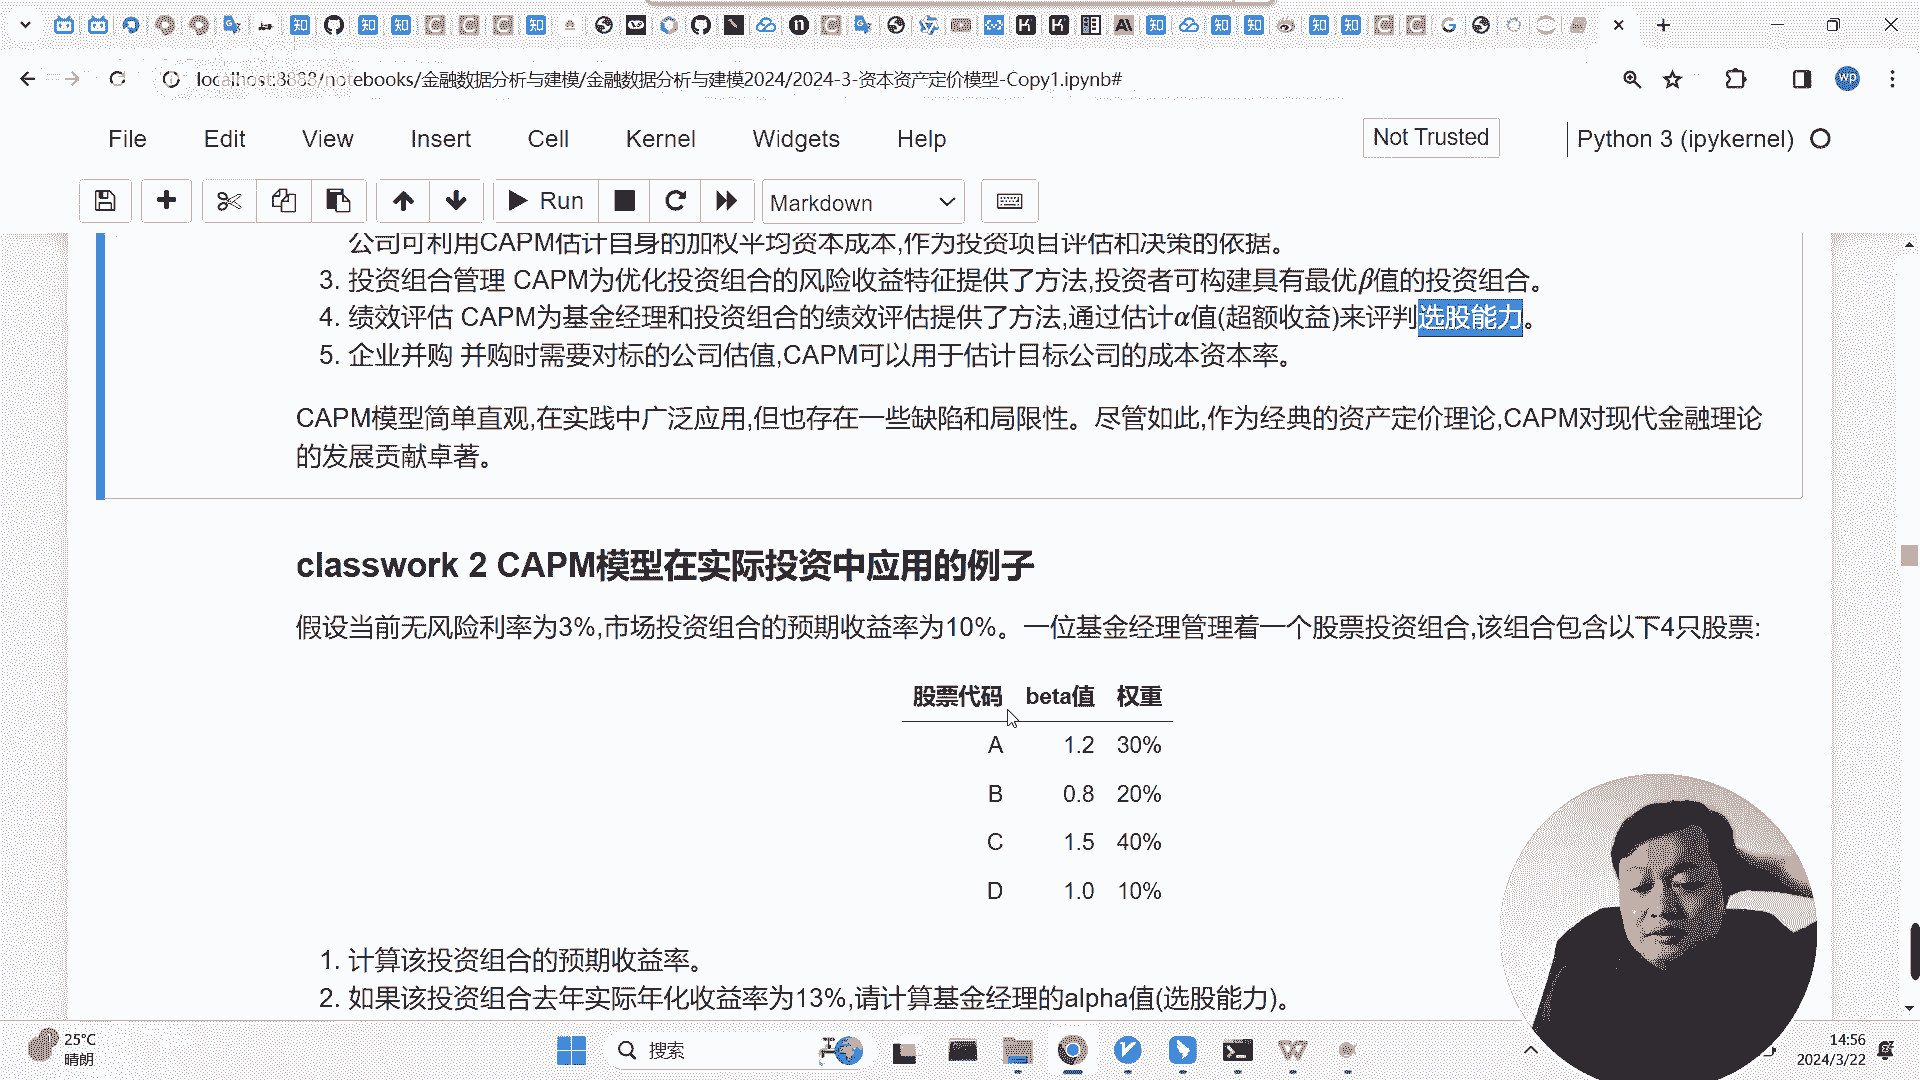 localhost:8888/notebooks/金融数据分析与建模/金融数据分析与建模2024/2024-3-资本资产定价模型-Copy1.ipynb#
wp
File Edit View Insert Cell Kernel Widgets Help Not Trusted Python 3 (ipykernel)
Run Markdown
公司可利用CAPM估计自身的加权平均资本成本,作为投资项目评估和决策的依据。
3. 投资组合管理 CAPM为优化投资组合的风险收益特征提供了方法,投资者可构建具有最优β值的投资组合。
4. 绩效评估 CAPM为基金经理和投资组合的绩效评估提供了方法,通过估计α值(超额收益)来评判选股能力。
5. 企业并购 并购时需要对标的公司估值,CAPM可以用于估计目标公司的成本资本率。
CAPM模型简单直观,在实践中广泛应用,但也存在一些缺陷和局限性。尽管如此,作为经典的资产定价理论,CAPM对现代金融理论
的发展贡献卓著。
classwork 2 CAPM模型在实际投资中应用的例子
假设当前无风险利率为3%,市场投资组合的预期收益率为10%。一位基金经理管理着一个股票投资组合,该组合包含以下4只股票:
股票代码 beta值 权重
A 1.2 30%
B 0.8 20%
C 1.5 40%
D 1.0 10%
1. 计算该投资组合的预期收益率。
2. 如果该投资组合去年实际年化收益率为13%,请计算基金经理的alpha值(选股能力)。
25°C
晴朗
搜索
14:56
2024/3/22